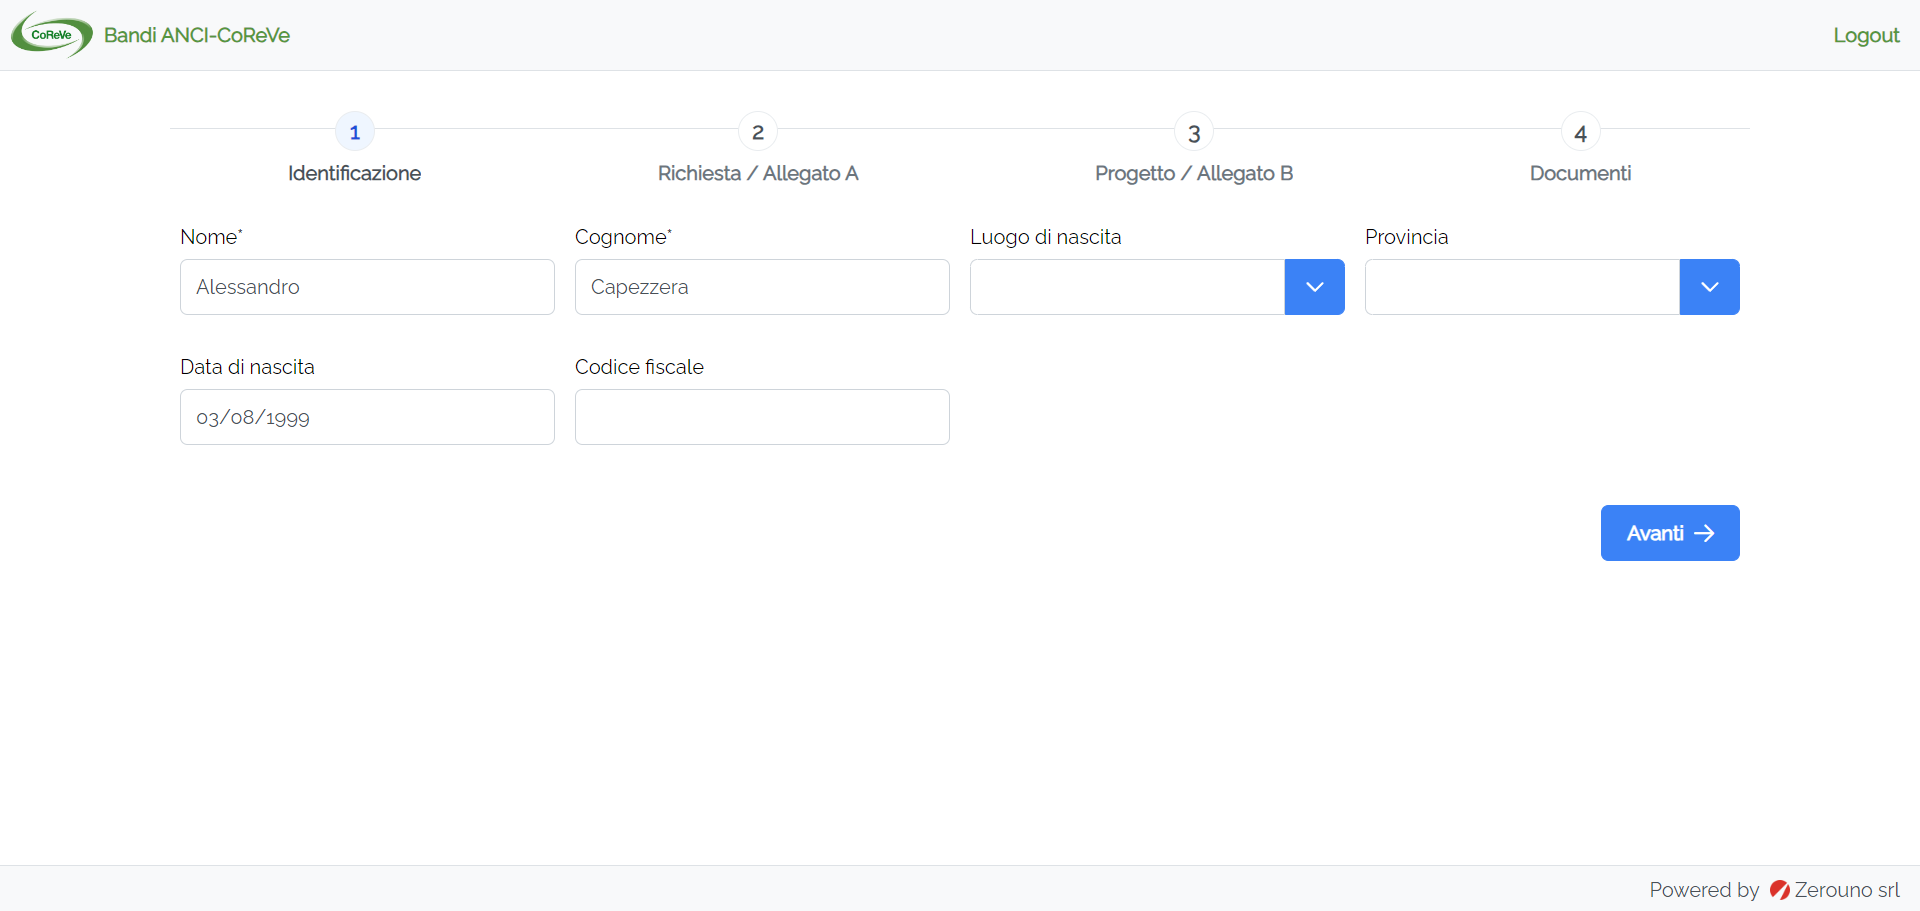 CoReVe Bandi ANCI-CoReVe Logout
1 2 3 4
Identificazione Richiesta / Allegato A Progetto / Allegato B Documenti
Nome* Cognome* Luogo di nascita Provincia
Alessandro Capezzera
Data di nascita Codice fiscale
03/08/1999
Avanti
Powered by Zerouno srl